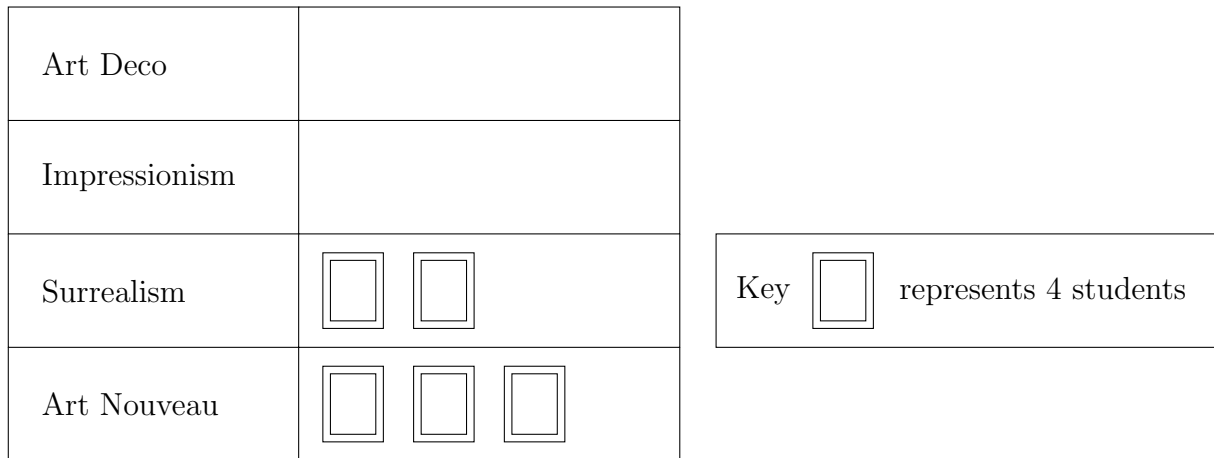 Art Deco
Impressionism
Surrealism
Key represents 4 students
Art Nouveau